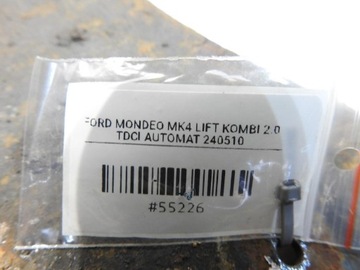 FORD MONDEO MK4 LIFT KOMBI 2.0
TDCI AUTOMAT 240510
#55226